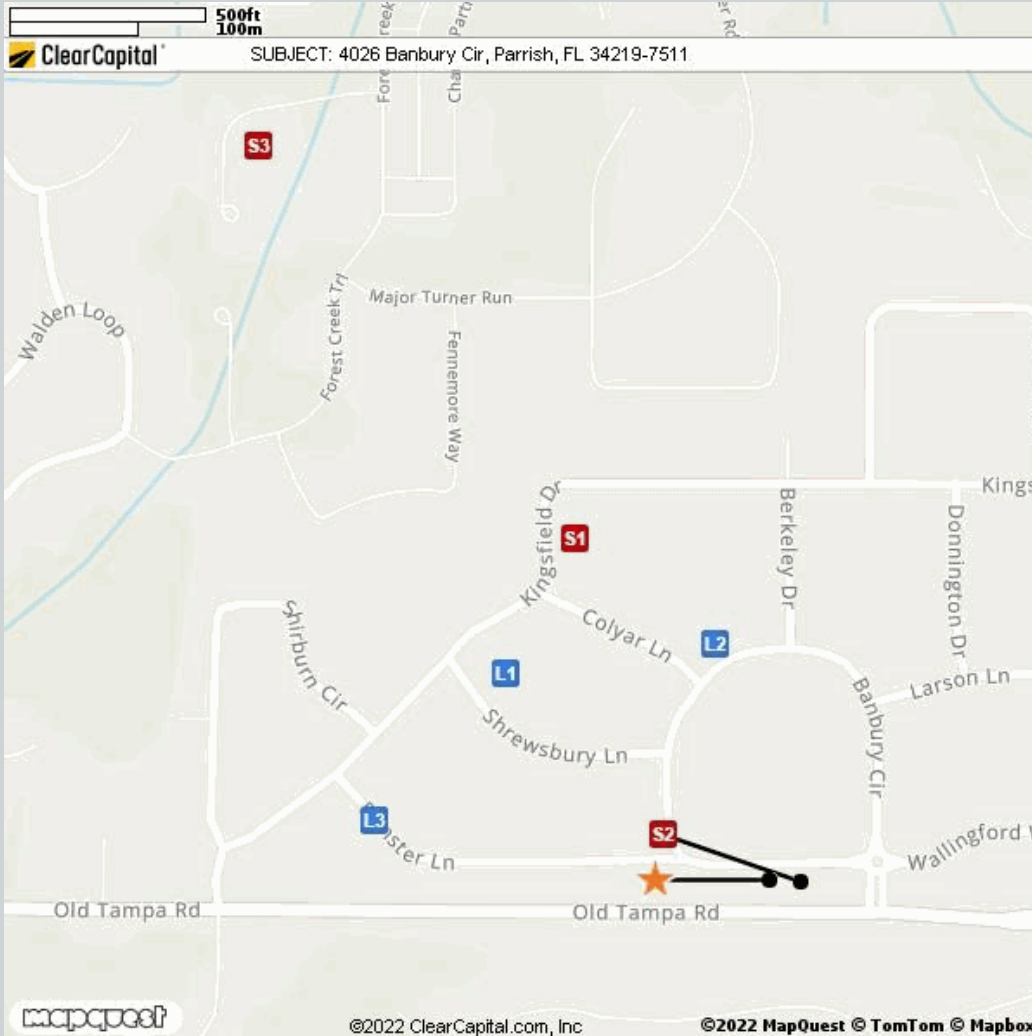 500ft
100m
ClearCapital
SUBJECT: 4026 Banbury Cir, Parrish, FL 34219-7511
S3
Walden Loop
Forest Creek Trl
Major Turner Run
Fennemore Way
Kingsfield Dr
S1
Berkeley Dr
Kings
Donnington Dr
Shirburn Cir
Colyar Ln
L2
L1
Larson Ln
Shrewsbury Ln
Banbury Cir
L3
ster Ln
S2
Wallingford
Old Tampa Rd
Old Tampa Rd
mapquest
©2022 ClearCapital.com, Inc
©2022 MapQuest © TomTom © Mapbox